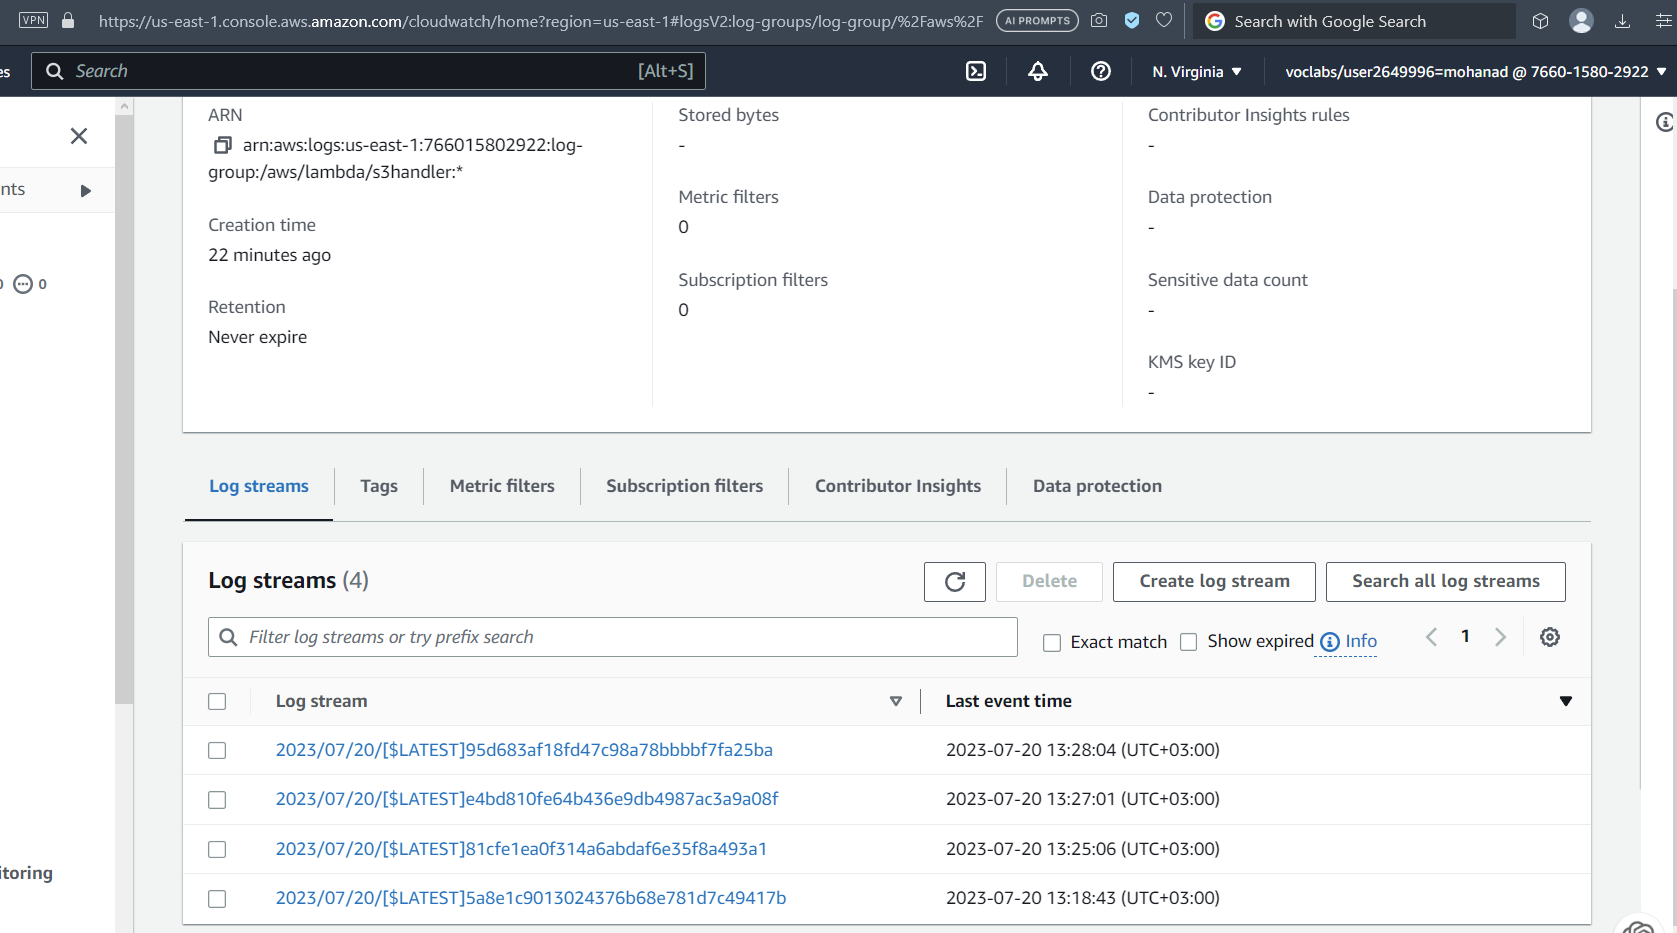 VPN https://us-east-1.console.aws.amazon.com/cloudwatch/home?region=us-east-1#logsV2:log-groups/log-group/%2Faws%2F AI PROMPTS Search with Google Search
es Search [Alt+S] N. Virginia ▼ voclabs/user2649996=mohanad @ 7660-1580-2922 ▼
nts
0 0
itoring
ARN
arn:aws:logs:us-east-1:766015802922:log-
group:/aws/lambda/s3handler:*
Creation time
22 minutes ago
Retention
Never expire
Stored bytes
-
Metric filters
0
Subscription filters
0
Contributor Insights rules
-
Data protection
-
Sensitive data count
-
KMS key ID
-
Log streams Tags Metric filters Subscription filters Contributor Insights Data protection
Log streams (4) Delete Create log stream Search all log streams
Filter log streams or try prefix search Exact match Show expired Info 1
Log stream Last event time
2023/07/20/[$LATEST]95d683af18fd47c98a78bbbbf7fa25ba 2023-07-20 13:28:04 (UTC+03:00)
2023/07/20/[$LATEST]e4bd810fe64b436e9db4987ac3a9a08f 2023-07-20 13:27:01 (UTC+03:00)
2023/07/20/[$LATEST]81cfe1ea0f314a6abdaf6e35f8a493a1 2023-07-20 13:25:06 (UTC+03:00)
2023/07/20/[$LATEST]5a8e1c9013024376b68e781d7c49417b 2023-07-20 13:18:43 (UTC+03:00)